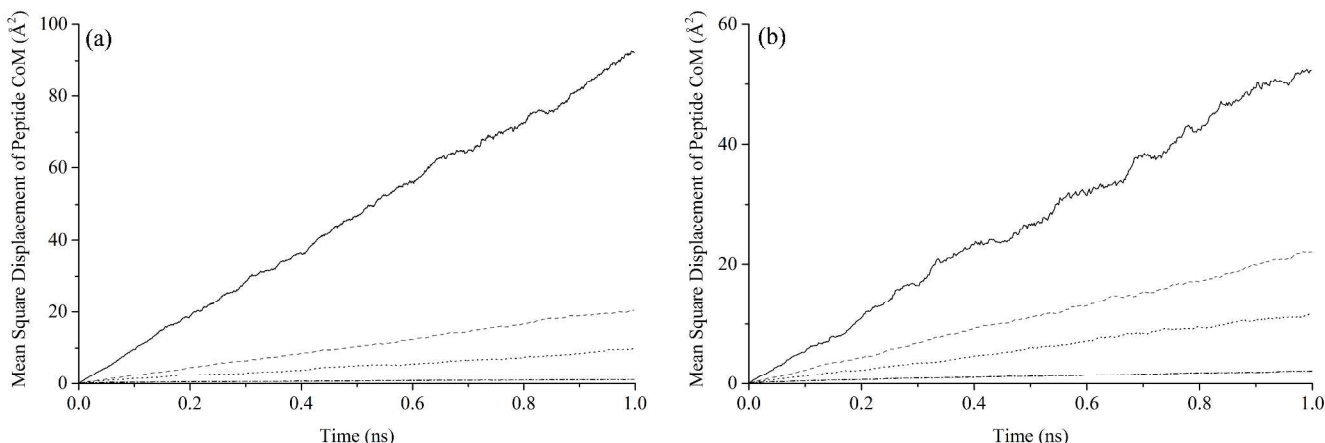 (a)
Mean Square Displacement of Peptide CoM (Å²)
100
80
60
40
20
0
0.0 0.2 0.4 0.6 0.8 1.0
Time (ns)
(b)
Mean Square Displacement of Peptide CoM (Å²)
60
40
20
0
0.0 0.2 0.4 0.6 0.8 1.0
Time (ns)